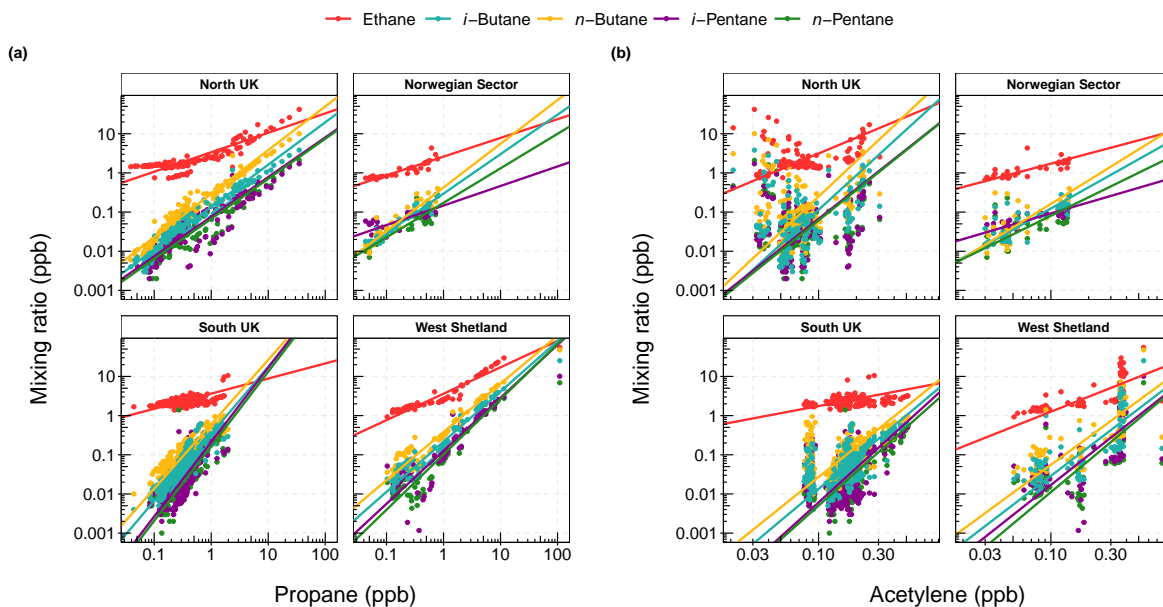 Ethane i−Butane n−Butane i−Pentane n−Pentane
(a)
North UK Norwegian Sector
10
1
0.1
0.01
0.001
South UK West Shetland
10
1
0.1
0.01
0.001
0.1 1 10 100 0.1 1 10 100
Mixing ratio (ppb)
Propane (ppb)
(b)
North UK Norwegian Sector
10
1
0.1
0.01
0.001
South UK West Shetland
10
1
0.1
0.01
0.001
0.03 0.10 0.30 0.03 0.10 0.30
Mixing ratio (ppb)
Acetylene (ppb)